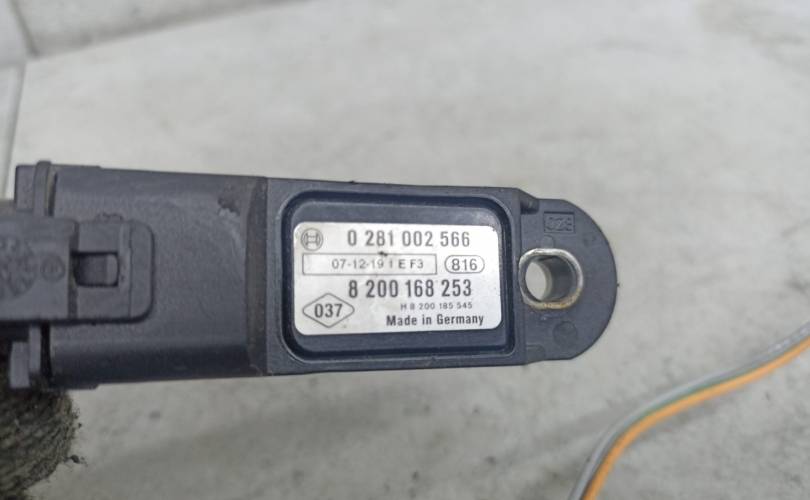 0 281 002 566
07-12-19 1 E F3 816
8 200 168 253
H 8 200 185 545
037
Made in Germany